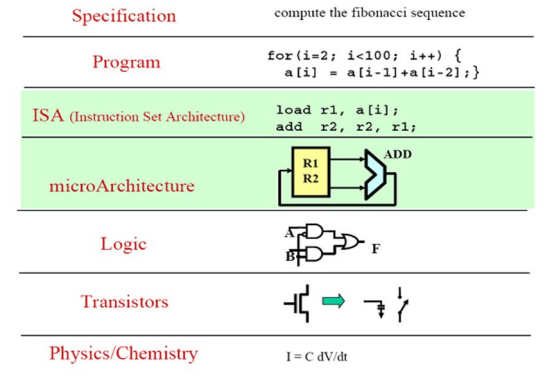 Specification
compute the fibonacci sequence
Program
for(i=2; i<100; i++) {
a[i] = a[i-1]+a[i-2];}
ISA (Instruction Set Architecture)
load r1, a[i];
add r2, r2, r1;
microArchitecture
R1
R2
ADD
Logic
A
B
F
Transistors
Physics/Chemistry
I = C dV/dt